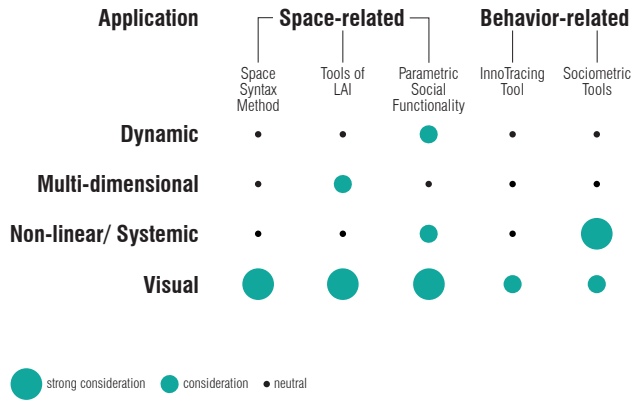 Application Space-related Behavior-related
Space Syntax Method
Tools of LAI
Parametric Social Functionality
InnoTracing Tool
Sociometric Tools
Dynamic
Multi-dimensional
Non-linear/ Systemic
Visual
strong consideration consideration neutral